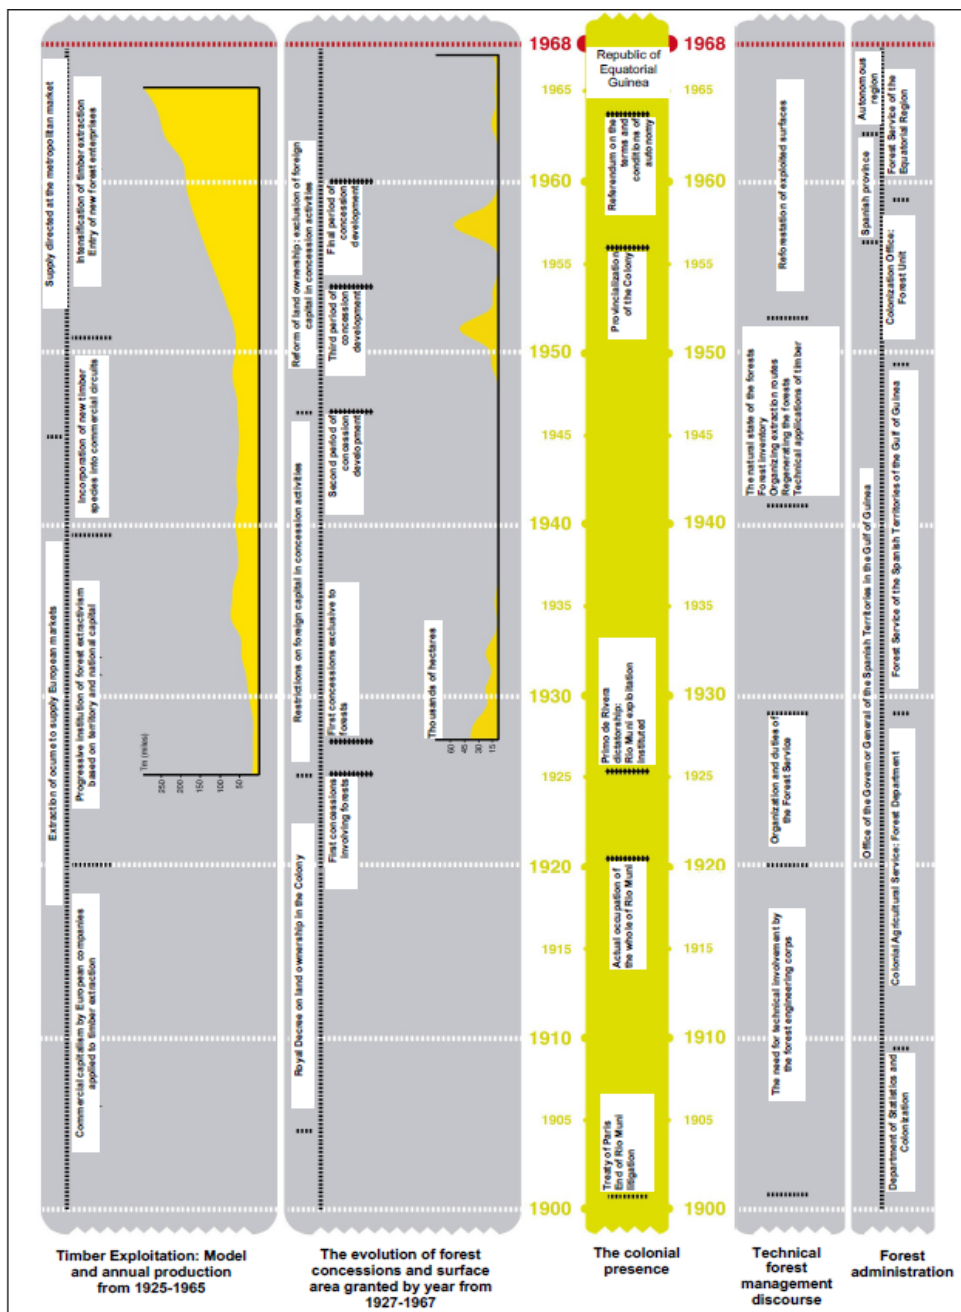 1968
1968
Republic of
Equatorial
Guinea
1965
1965
1960
1960
1955
1955
1950
1950
1945
1945
1940
1940
1935
1935
1930
1930
1925
1925
1920
1920
1915
1915
1910
1910
1905
1905
1900
1900
Supply directed at the metropolitan market
Extraction of ocume to supply European markets
Intensification of timber extraction
Entry of new forest enterprises
Incorporation of new timber
species into commercial circuits
Progressive institution of forest extractivism
based on territory and national capital
Commercial capitalism by European companies
applied to timber extraction
Tm (miles)
250
200
150
100
50
Reform of land ownership: exclusion of foreign
capital in concession activities
Restrictions on foreign capital in concession activities
Royal Decree on land ownership in the Colony
Final period of
concession
development
Third period of
concession
development
Second period of
concession
development
First concessions exclusive to
forests
First concessions
involving forests
Thousands of hectares
60
45
30
15
Referendum on the
terms and
conditions of
autonomy
Provincialization
of the Colony
Primo de Rivera
dictatorship:
Rio Muni exploitation
instituted
Actual occupation of
the whole of Rio Muni
Treaty of Paris
End of Rio Muni
litigation
Reforestation of exploited surfaces
The natural state of the forests
Forest inventory
Organizing extraction routes
Regenerating the forests
Technical applications of timber
Organization and duties of
the Forest Service
The need for technical involvement by
the forest engineering corps
Autonomous
region
Spanish province
Office of the Governor General of the Spanish Territories in the Gulf of Guinea
Forest Service of the
Equatorial Region
Colonization Office:
Forest Unit
Forest Service of the Spanish Territories of the Gulf of Guinea
Colonial Agricultural Service: Forest Department
Department of Statistics and
Colonization
Timber Exploitation: Model
and annual production
from 1925-1965
The evolution of forest
concessions and surface
area granted by year from
1927-1967
The colonial
presence
Technical
forest
management
discourse
Forest
administration